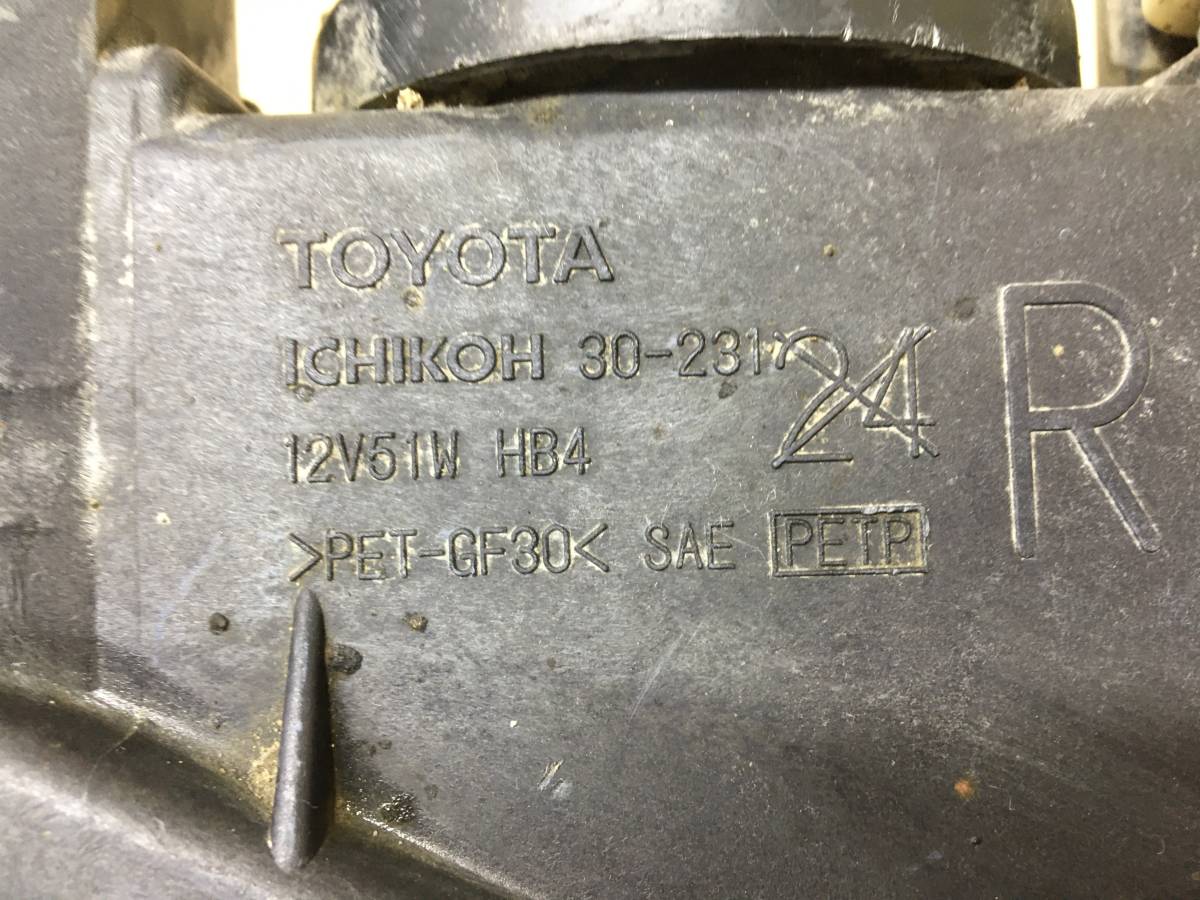 TOYOTA
ICHIKOH 30-231
24
R
12V51W HB4
>PET-GF30< SAE PETP